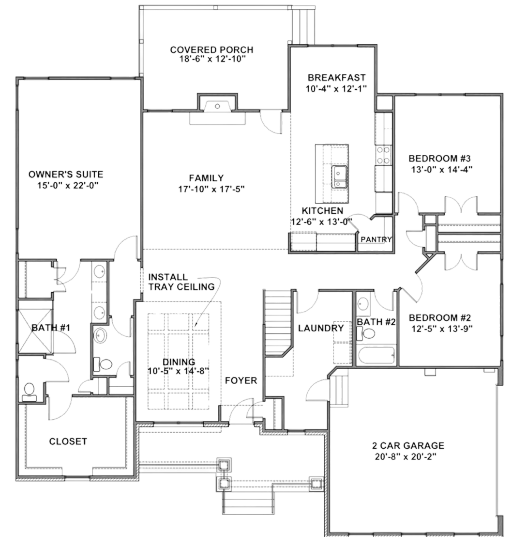 COVERED PORCH
18'-6" x 12'-10"
BREAKFAST
10'-4" x 12'-1"
OWNER'S SUITE
15'-0" x 22'-0"
FAMILY
17'-10" x 17'-5"
BEDROOM #3
13'-0" x 14'-4"
KITCHEN
12'-6" x 13'-0"
PANTRY
INSTALL
TRAY CEILING
BATH #1
LAUNDRY
BATH #2
BEDROOM #2
12'-5" x 13'-9"
DINING
10'-5" x 14'-8"
FOYER
CLOSET
2 CAR GARAGE
20'-8" x 20'-2"